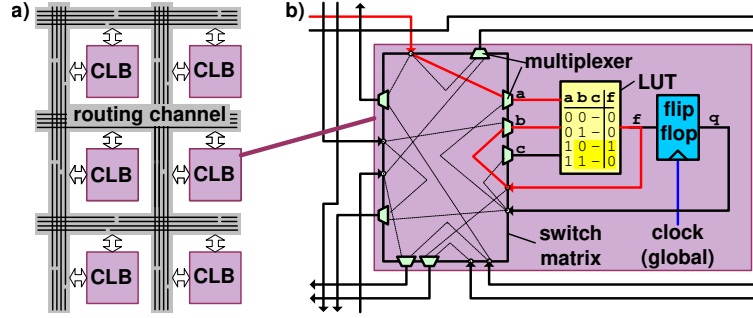 a)
CLB
CLB
routing channel
CLB
CLB
CLB
CLB
b)
multiplexer
LUT
a
a b c f
f
flip
flop
q
b
c
0 0 – 0
0 1 – 0
1 0 – 1
1 1 – 0
switch
matrix
clock
(global)